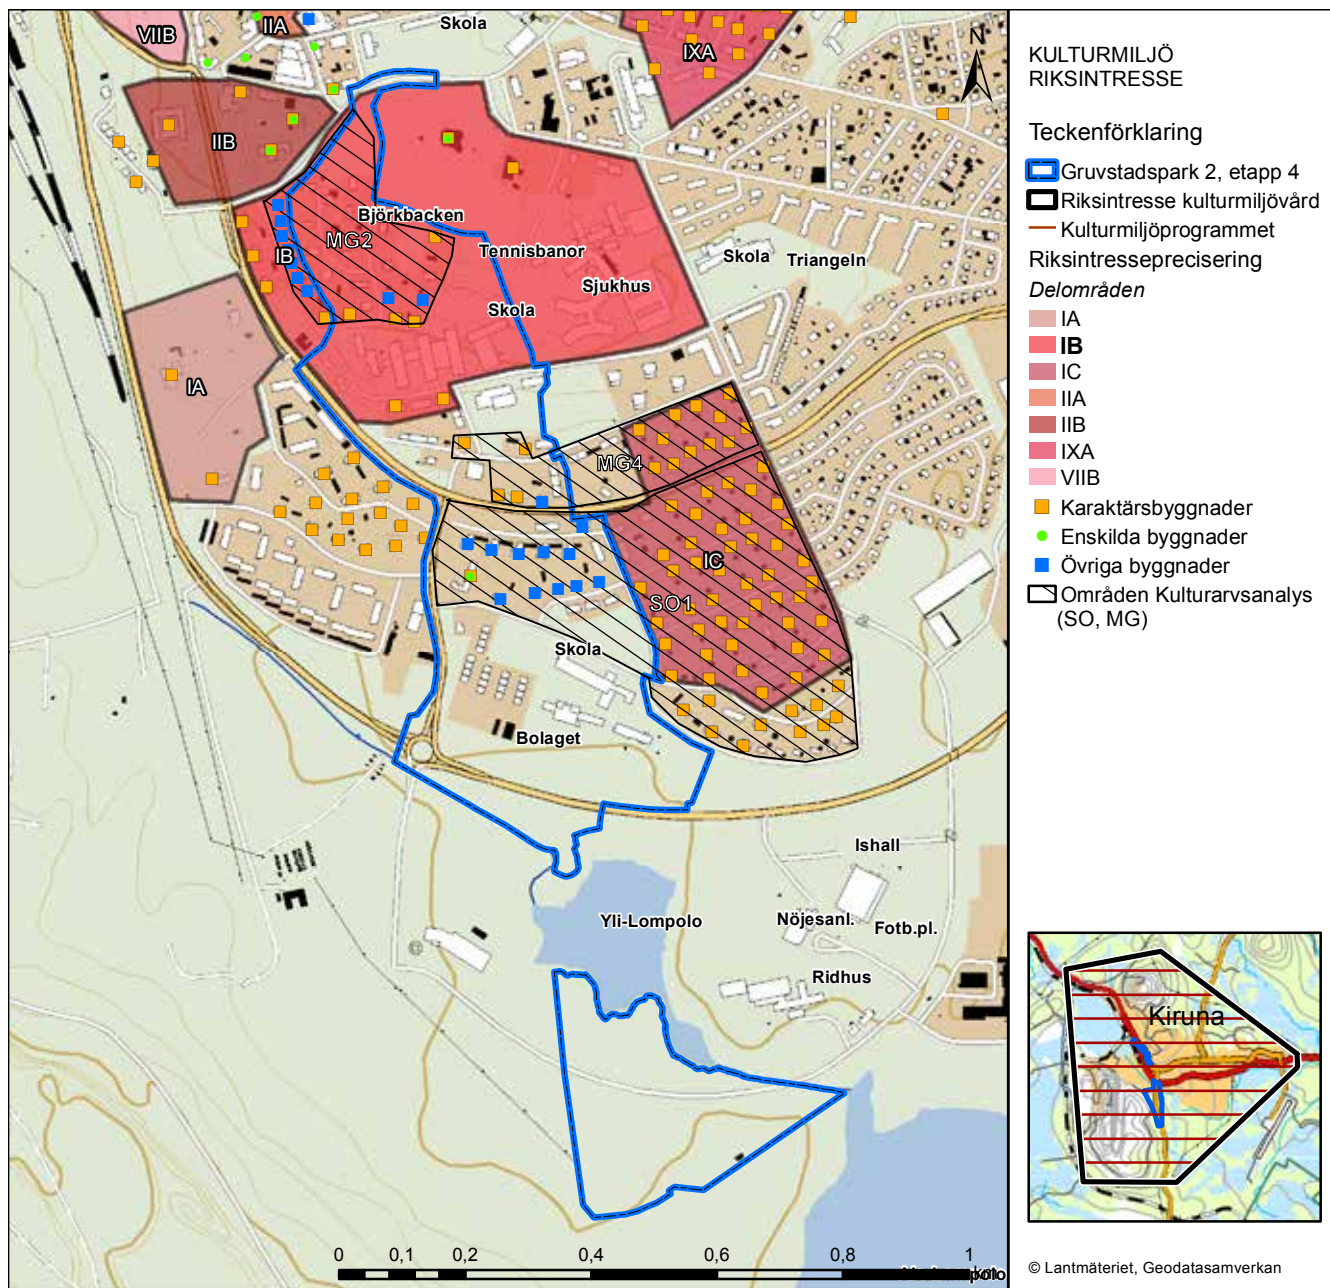 VIIB
IIA
Skola
IXA
N
IIB
Björkbacken
MG2
Tennisbanor
IB
Sjukhus
Skola
Skola
Triangeln
IA
MG4
IC
SO1
Skola
Bolaget
Ishall
Yli-Lompolo
Nöjesanl.
Fotb.pl.
Ridhus
0 0,1 0,2 0,4 0,6 0,8 1
km
KULTURMILJÖ
RIKSINTRESSE
Teckenförklaring
Gruvstadspark 2, etapp 4
Riksintresse kulturmiljövård
Kulturmiljöprogrammet
Riksintresseprecisering
Delområden
IA
IB
IC
IIA
IIB
IXA
VIIB
Karaktärsbyggnader
Enskilda byggnader
Övriga byggnader
Områden Kulturarvsanalys
(SO, MG)
Kiruna
© Lantmäteriet, Geodatasamverkan